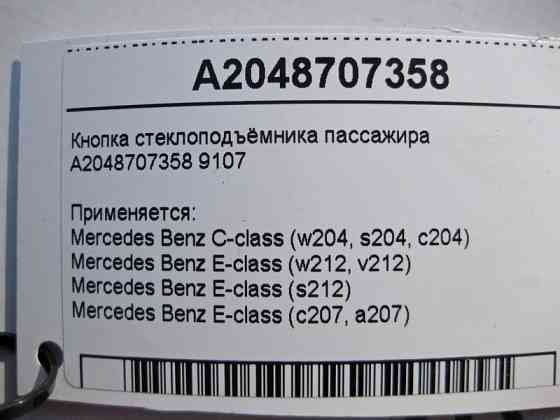 A2048707358
Кнопка стеклоподъёмника пассажира
A2048707358 9107
Применяется:
Mercedes Benz C-class (w204, s204, c204)
Mercedes Benz E-class (w212, v212)
Mercedes Benz E-class (s212)
Mercedes Benz E-class (c207, a207)